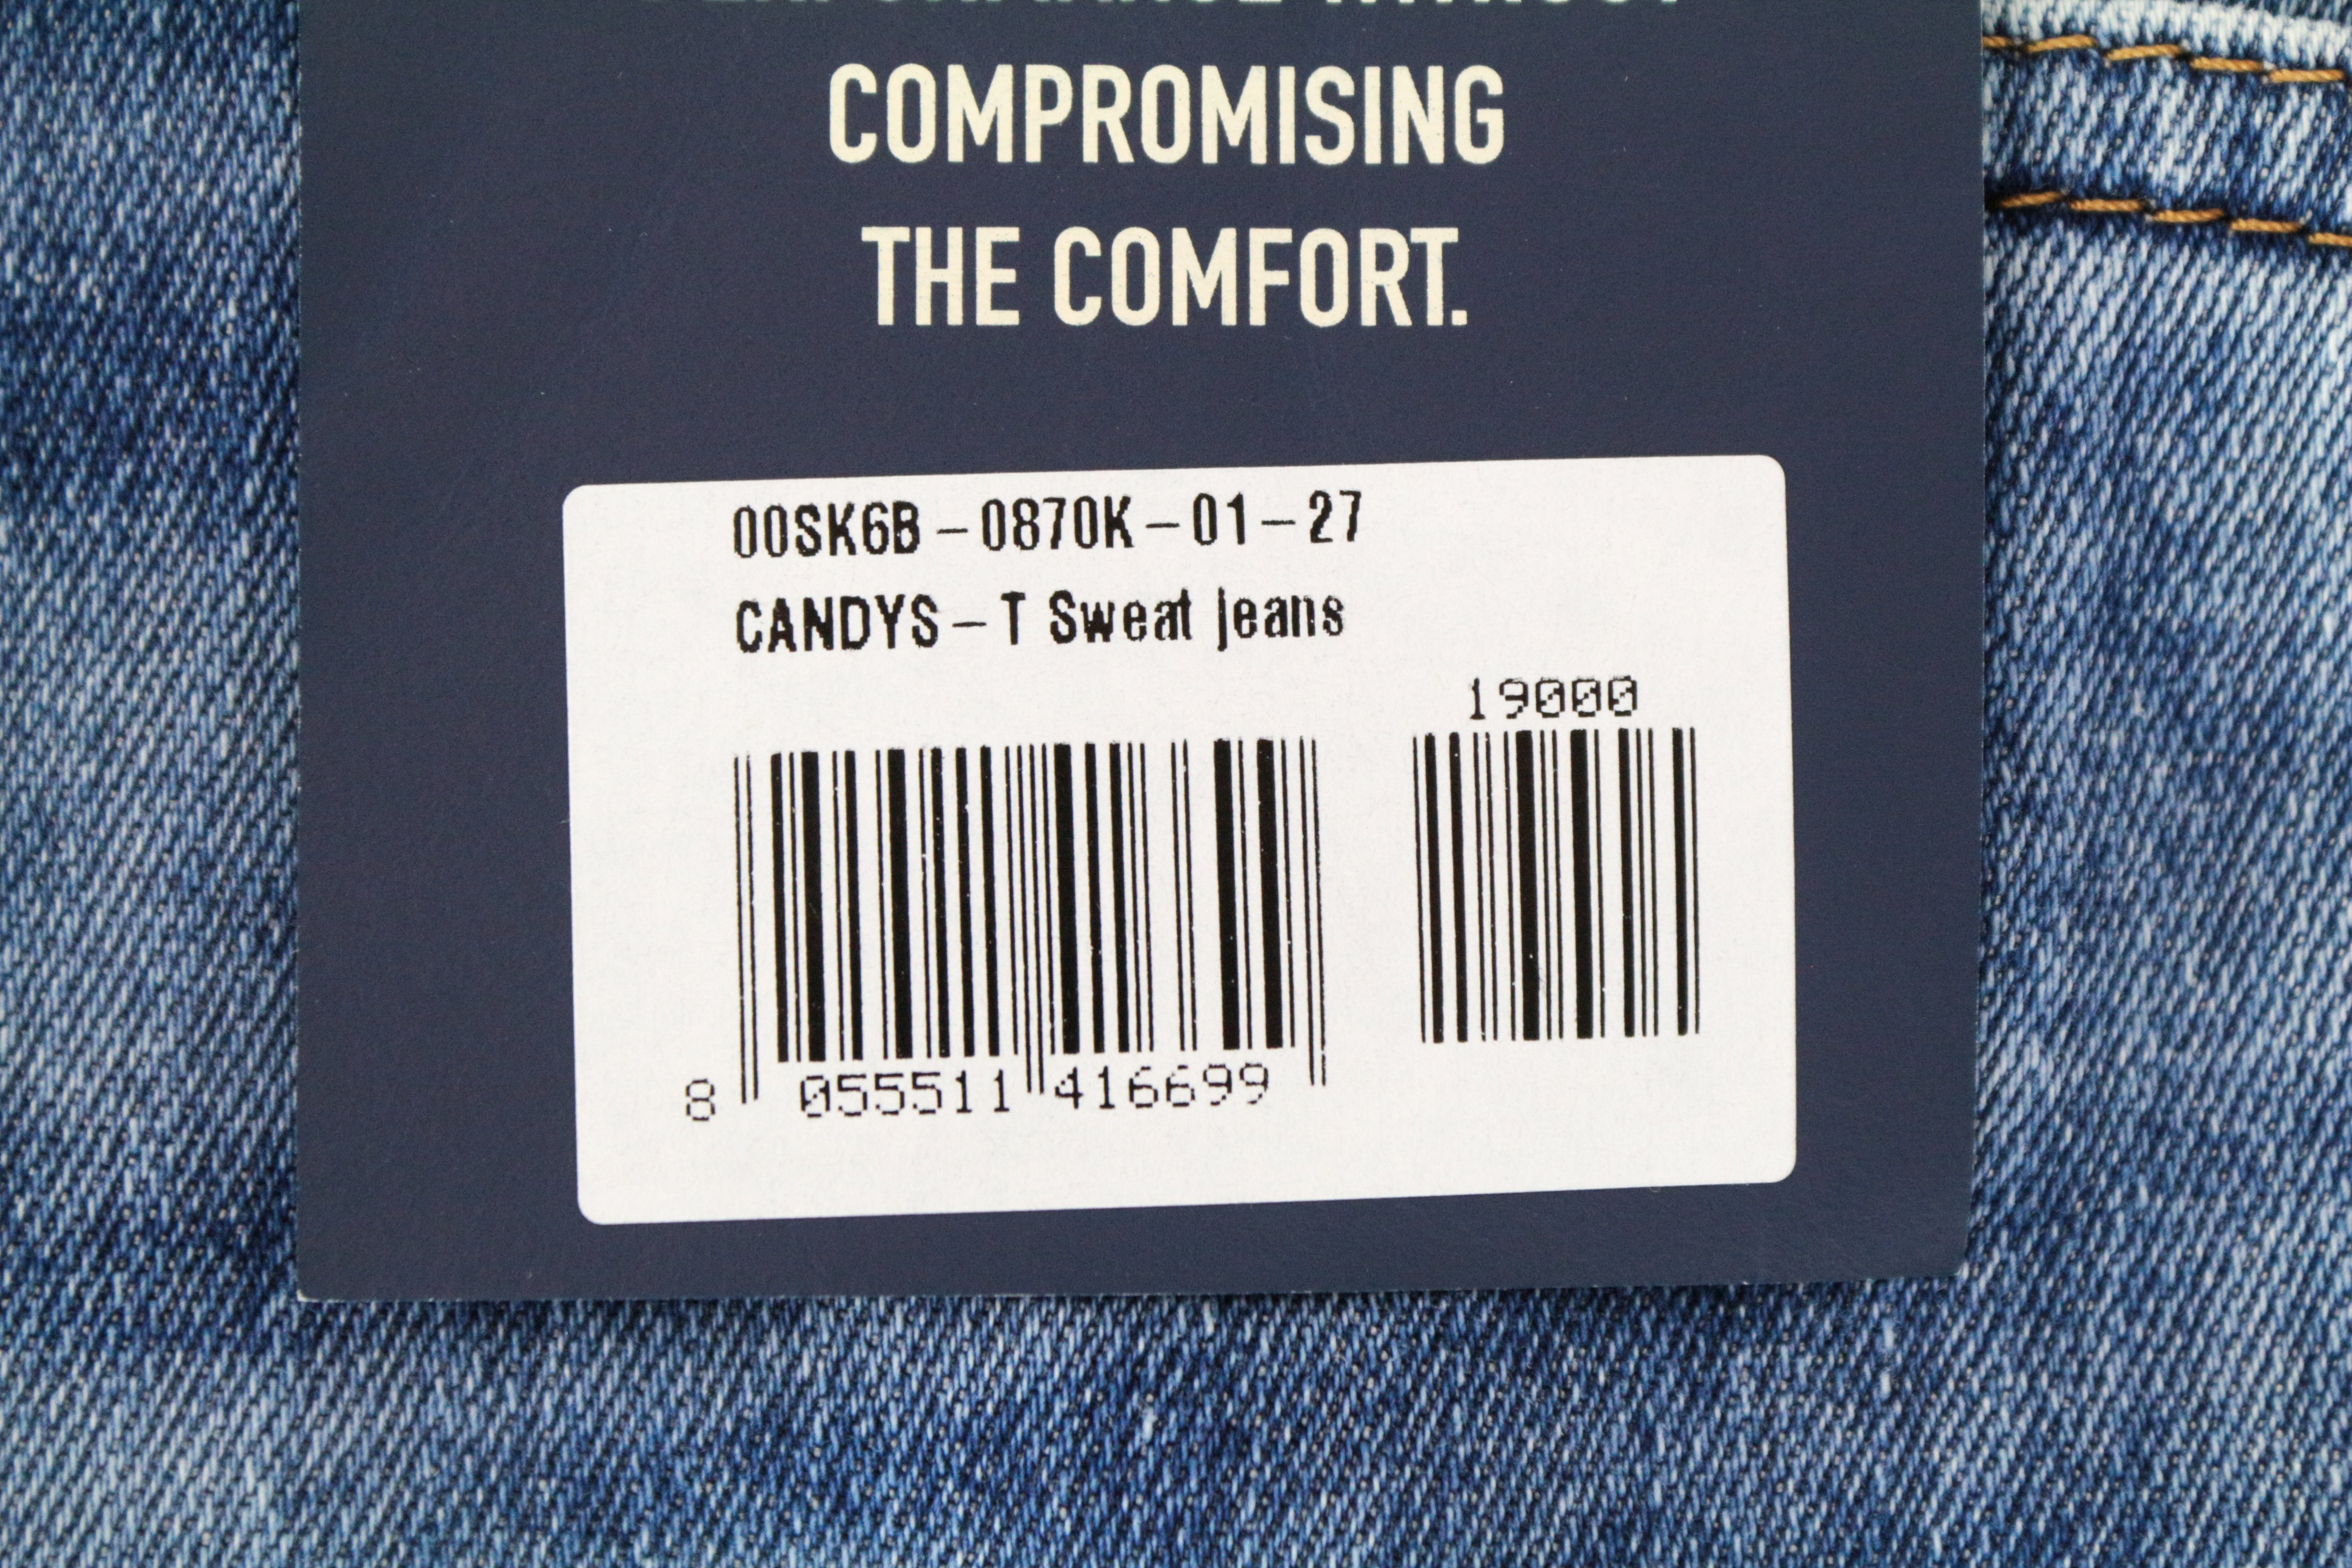 COMPROMISING
THE COMFORT.
00SK6B-0870K-01-27
CANDYS-T Sweat Jeans
19000
8 055511 416699